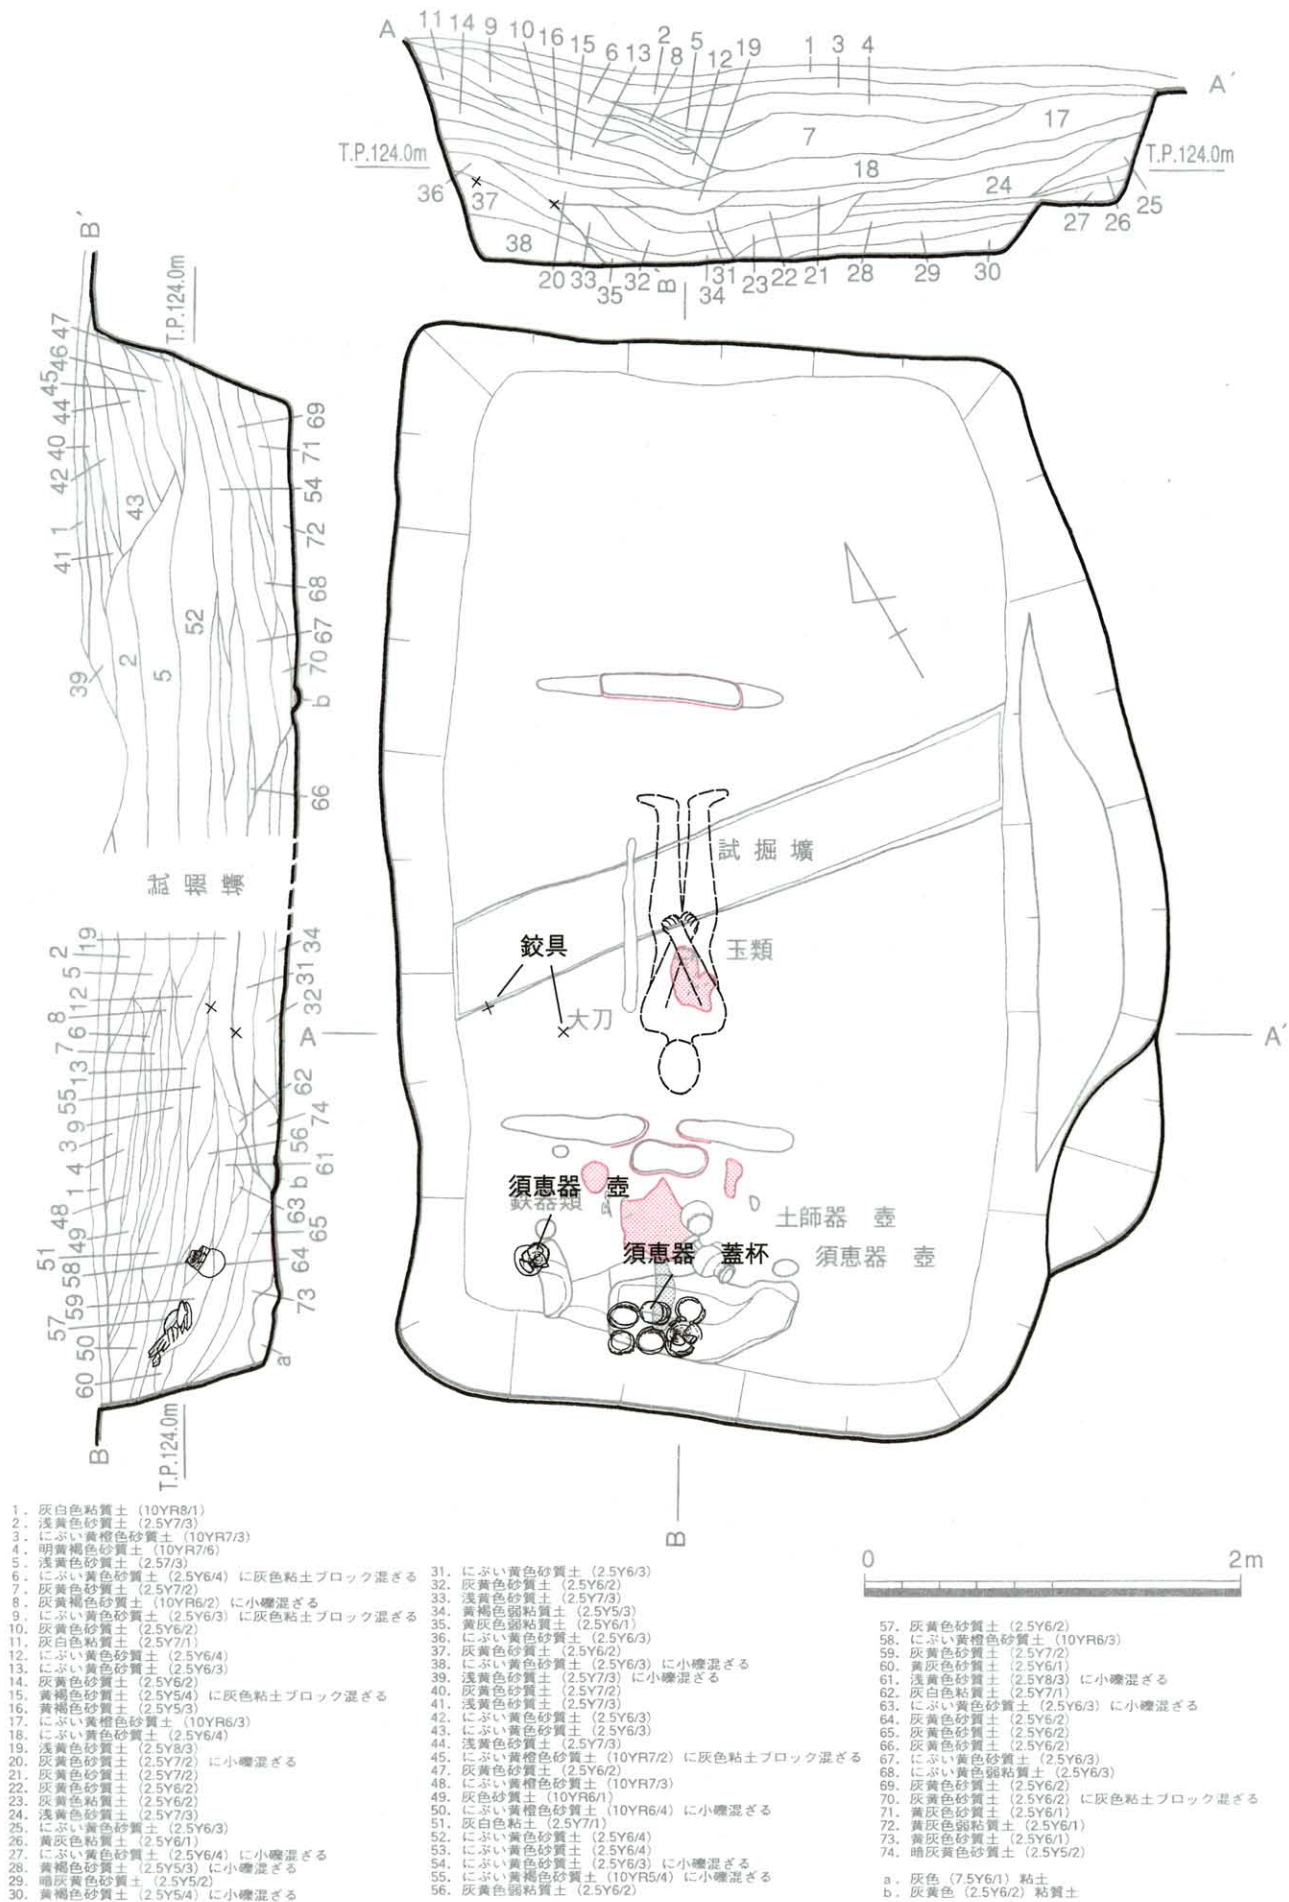 A
11
14
9
10
16
15
6
13
2
8
5
12
19
1
3
4
A´
7
17
18
24
T.P.124.0m
T.P.124.0m
36
37
38
20
33
35
32
B´
34
31
23
22
21
28
29
30
27
26
25
B´
T.P.124.0m
47
46
45
44
40
42
1
41
43
39
2
5
52
69
71
54
72
68
67
70
b
66
試掘壙
19
2
5
12
8
6
7
13
55
9
3
4
1
48
49
51
58
59
57
50
60
34
31
32
62
74
56
61
b
63
65
64
73
a
B
T.P.124.0m
試掘壙
鉸具
玉類
大刀
A
A´
須恵器 壺
鉄器類
土師器 壺
須恵器 蓋杯
須恵器 壺
B
0
2m
1. 灰白色粘質土 (10YR8/1)
2. 浅黄色砂質土 (2.5Y7/3)
3. にぶい黄橙色砂質土 (10YR7/3)
4. 明黄褐色砂質土 (10YR7/6)
5. 浅黄色砂質土 (2.57/3)
6. にぶい黄色砂質土 (2.5Y6/4) に灰色粘土ブロック混ざる
7. 灰黄色砂質土 (2.5Y7/2)
8. 灰黄褐色砂質土 (10YR6/2) に小礫混ざる
9. にぶい黄色砂質土 (2.5Y6/3) に灰色粘土ブロック混ざる
10. 灰黄色砂質土 (2.5Y6/2)
11. 灰白色粘質土 (2.5Y7/1)
12. にぶい黄色砂質土 (2.5Y6/4)
13. にぶい黄色砂質土 (2.5Y6/3)
14. 灰黄色砂質土 (2.5Y6/2)
15. 黄褐色砂質土 (2.5Y5/4) に灰色粘土ブロック混ざる
16. 黄褐色砂質土 (2.5Y5/3)
17. にぶい黄橙色砂質土 (10YR6/3)
18. にぶい黄色砂質土 (2.5Y6/4)
19. 浅黄色砂質土 (2.5Y8/3)
20. 灰黄色砂質土 (2.5Y7/2) に小礫混ざる
21. 灰黄色砂質土 (2.5Y7/2)
22. 灰黄色砂質土 (2.5Y6/2)
23. 灰黄色粘質土 (2.5Y6/2)
24. 浅黄色砂質土 (2.5Y7/3)
25. にぶい黄色砂質土 (2.5Y6/3)
26. 黄灰色粘質土 (2.5Y6/1)
27. にぶい黄色砂質土 (2.5Y6/4) に小礫混ざる
28. 黄褐色砂質土 (2.5Y5/3) に小礫混ざる
29. 暗灰黄色砂質土 (2.5Y5/2)
30. 黄褐色砂質土 (2.5Y5/4) に小礫混ざる
31. にぶい黄色砂質土 (2.5Y6/3)
32. 灰黄色砂質土 (2.5Y6/2)
33. 浅黄色砂質土 (2.5Y7/3)
34. 黄褐色弱粘質土 (2.5Y5/3)
35. 黄灰色弱粘質土 (2.5Y6/1)
36. にぶい黄色砂質土 (2.5Y6/3)
37. 灰黄色砂質土 (2.5Y6/2)
38. にぶい黄色砂質土 (2.5Y6/3) に小礫混ざる
39. 浅黄色砂質土 (2.5Y7/3) に小礫混ざる
40. 灰黄色砂質土 (2.5Y7/2)
41. 浅黄色砂質土 (2.5Y7/3)
42. にぶい黄色砂質土 (2.5Y6/3)
43. にぶい黄色砂質土 (2.5Y6/3)
44. 浅黄色砂質土 (2.5Y7/3)
45. にぶい黄橙色砂質土 (10YR7/2) に灰色粘土ブロック混ざる
47. 灰黄色砂質土 (2.5Y6/2)
48. にぶい黄橙色砂質土 (10YR7/3)
49. 灰色砂質土 (10YR6/1)
50. にぶい黄橙色砂質土 (10YR6/4) に小礫混ざる
51. 灰白色粘土 (2.5Y7/1)
52. にぶい黄色砂質土 (2.5Y6/4)
53. にぶい黄色砂質土 (2.5Y6/4)
54. にぶい黄色砂質土 (2.5Y6/3) に小礫混ざる
55. にぶい黄褐色砂質土 (10YR5/4) に小礫混ざる
56. 灰黄色弱粘質土 (2.5Y6/2)
57. 灰黄色砂質土 (2.5Y6/2)
58. にぶい黄橙色砂質土 (10YR6/3)
59. 灰黄色砂質土 (2.5Y7/2)
60. 黄灰色砂質土 (2.5Y6/1)
61. 浅黄色砂質土 (2.5Y8/3) に小礫混ざる
62. 灰白色粘質土 (2.5Y7/1)
63. にぶい黄色砂質土 (2.5Y6/3) に小礫混ざる
64. 灰黄色砂質土 (2.5Y6/2)
65. 灰黄色砂質土 (2.5Y6/2)
66. 灰黄色砂質土 (2.5Y6/2)
67. にぶい黄色砂質土 (2.5Y6/3)
68. にぶい黄色弱粘質土 (2.5Y6/3)
69. 灰黄色砂質土 (2.5Y6/2)
70. 灰黄色砂質土 (2.5Y6/2) に灰色粘土ブロック混ざる
71. 黄灰色砂質土 (2.5Y6/1)
72. 黄灰色弱粘質土 (2.5Y6/1)
73. 黄灰色砂質土 (2.5Y6/1)
74. 暗灰黄色砂質土 (2.5Y5/2)
a. 灰色 (7.5Y6/1) 粘土
b. 灰黄色 (2.5Y6/2) 粘質土